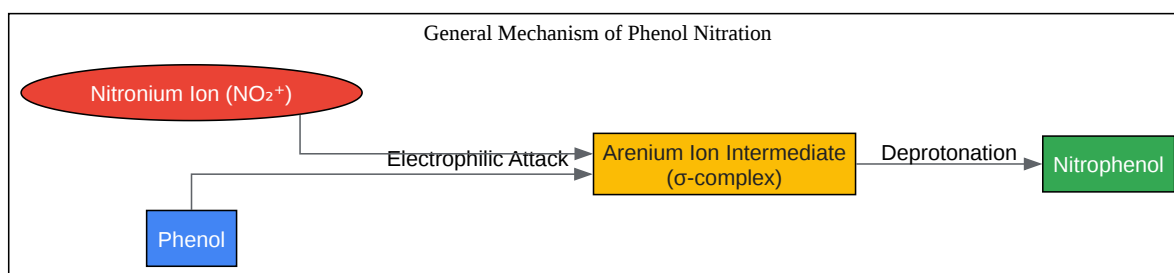 General Mechanism of Phenol Nitration
Nitronium Ion (NO₂⁺)
Electrophilic Attack
Arenium Ion Intermediate
(σ-complex)
Deprotonation
Nitrophenol
Phenol